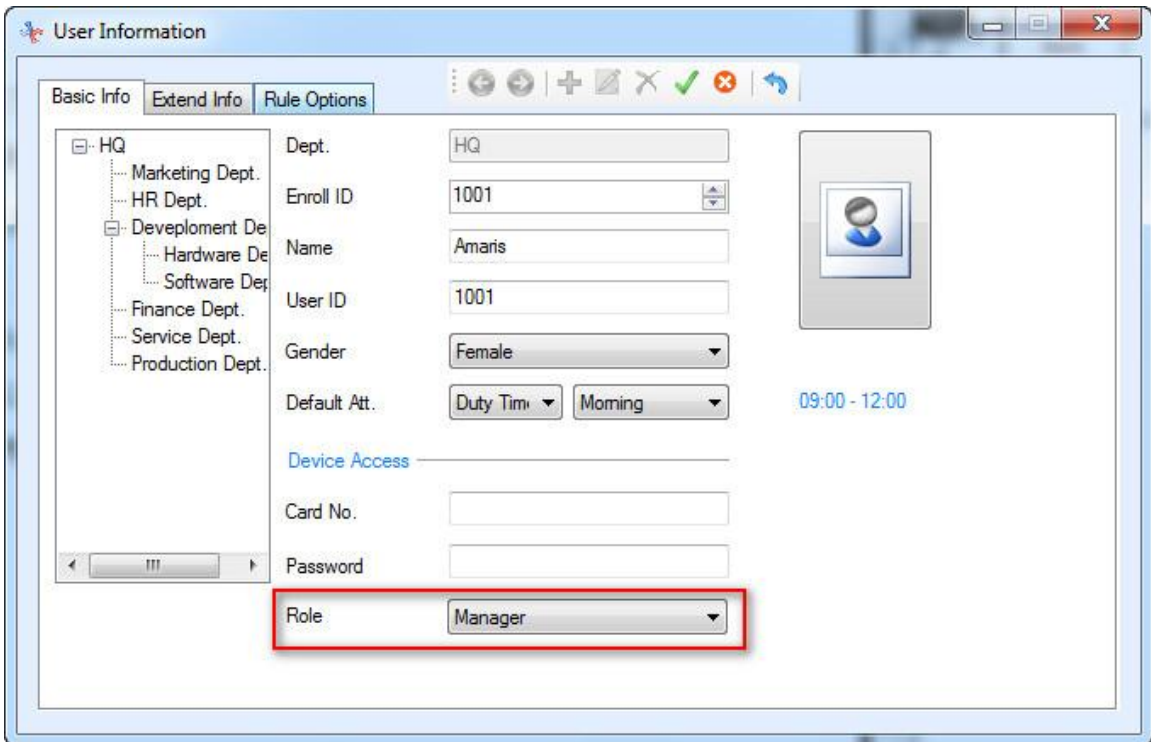 User Information
Basic Info Extend Info Rule Options
HQ
Marketing Dept.
HR Dept.
Deveploment De
Hardware De
Software Dep
Finance Dept.
Service Dept.
Production Dept.
Dept. HQ
Enroll ID 1001
Name Amaris
User ID 1001
Gender Female
Default Att. Duty Time Morning 09:00 - 12:00
Device Access
Card No.
Password
Role Manager